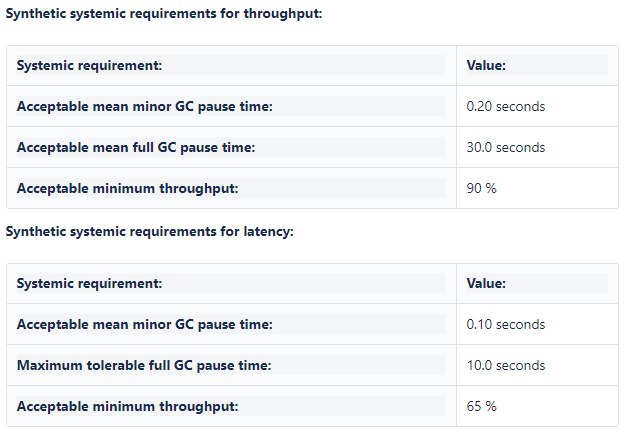 Synthetic systemic requirements for throughput:
Systemic requirement: Value:
Acceptable mean minor GC pause time: 0.20 seconds
Acceptable mean full GC pause time: 30.0 seconds
Acceptable minimum throughput: 90 %
Synthetic systemic requirements for latency:
Systemic requirement: Value:
Acceptable mean minor GC pause time: 0.10 seconds
Maximum tolerable full GC pause time: 10.0 seconds
Acceptable minimum throughput: 65 %